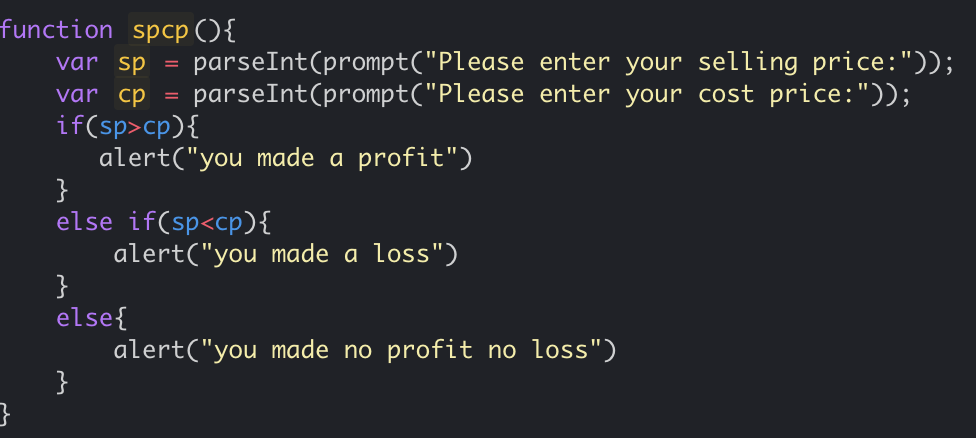 function spcp(){
    var sp = parseInt(prompt("Please enter your selling price:"));
    var cp = parseInt(prompt("Please enter your cost price:"));
    if(sp>cp){
       alert("you made a profit")
    }
    else if(sp<cp){
        alert("you made a loss")
    }
    else{
        alert("you made no profit no loss")
    }
}